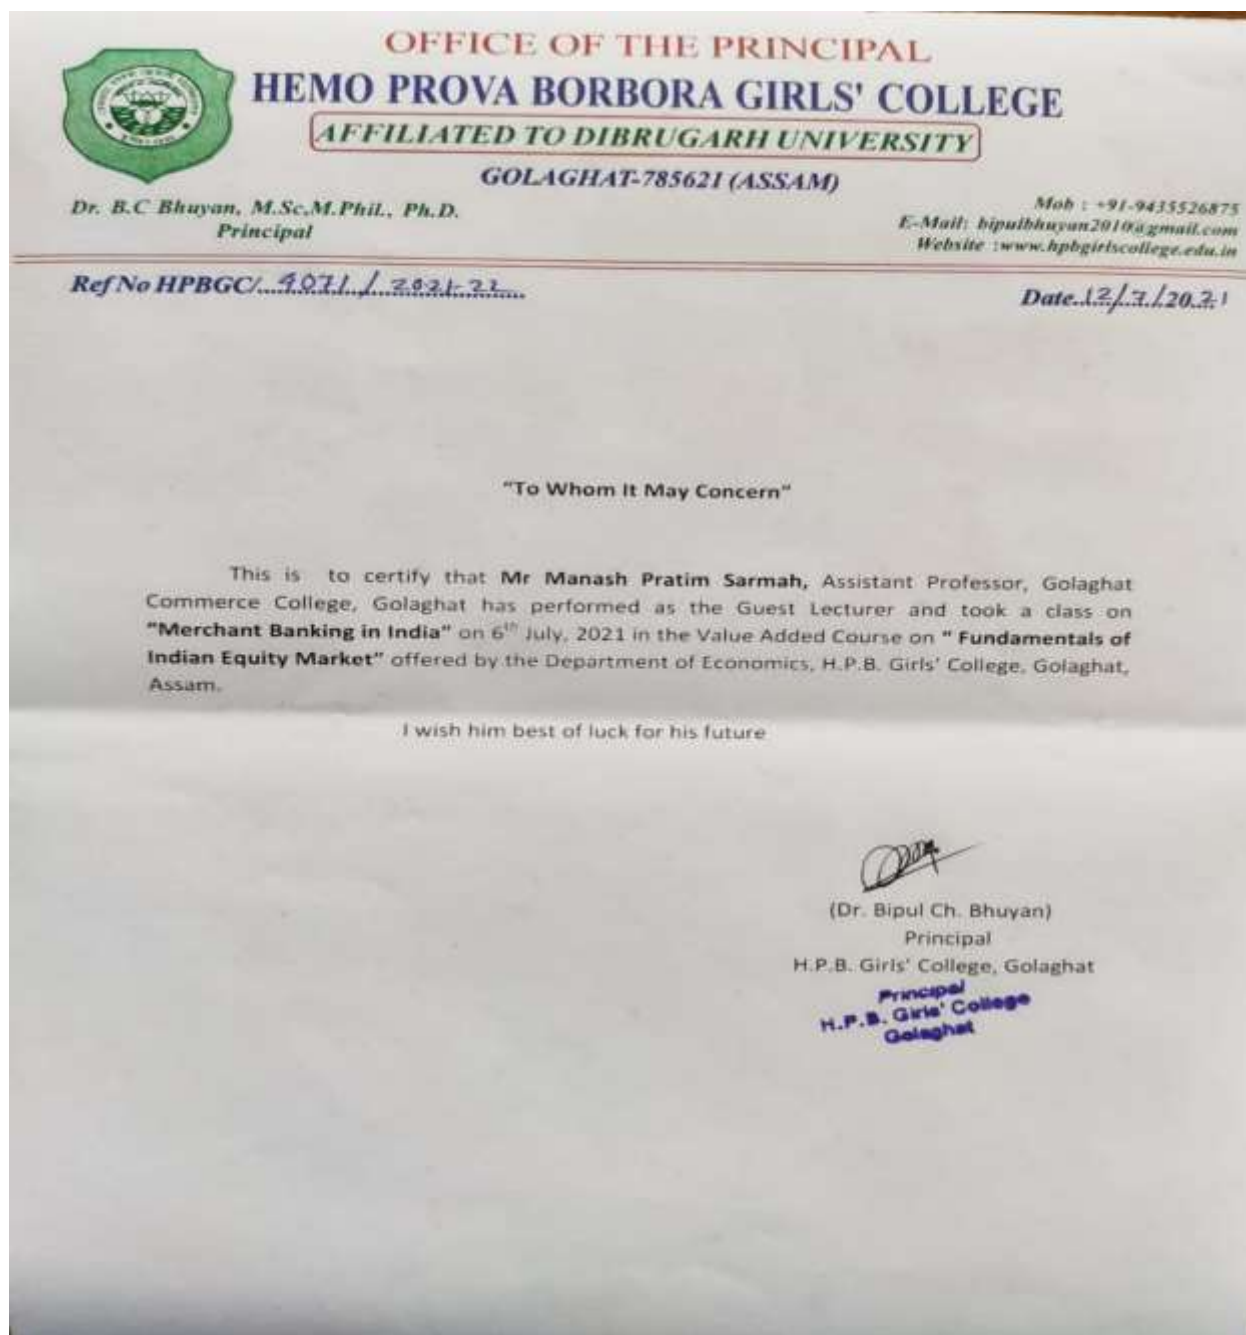 OFFICE OF THE PRINCIPAL
HEMO PROVA BORBORA GIRLS' COLLEGE
AFFILIATED TO DIBRUGARH UNIVERSITY
GOLAGHAT-785621 (ASSAM)
Dr. B.C Bhuyan, M.Sc,M.Phil., Ph.D.
Principal
Mob : +91-9435526875
E-Mail: bipulbhuyan2010@gmail.com
Website :www.hpbgirlscollege.edu.in
Ref No HPBGC/...4071 / 2021-22......
Date..12/7/2021
"To Whom It May Concern"
This is to certify that Mr Manash Pratim Sarmah, Assistant Professor, Golaghat
Commerce College, Golaghat has performed as the Guest Lecturer and took a class on
"Merchant Banking in India" on 6th July, 2021 in the Value Added Course on " Fundamentals of
Indian Equity Market" offered by the Department of Economics, H.P.B. Girls' College, Golaghat,
Assam.
I wish him best of luck for his future
(Dr. Bipul Ch. Bhuyan)
Principal
H.P.B. Girls' College, Golaghat
Principal
H.P.B. Girls' College
Golaghat